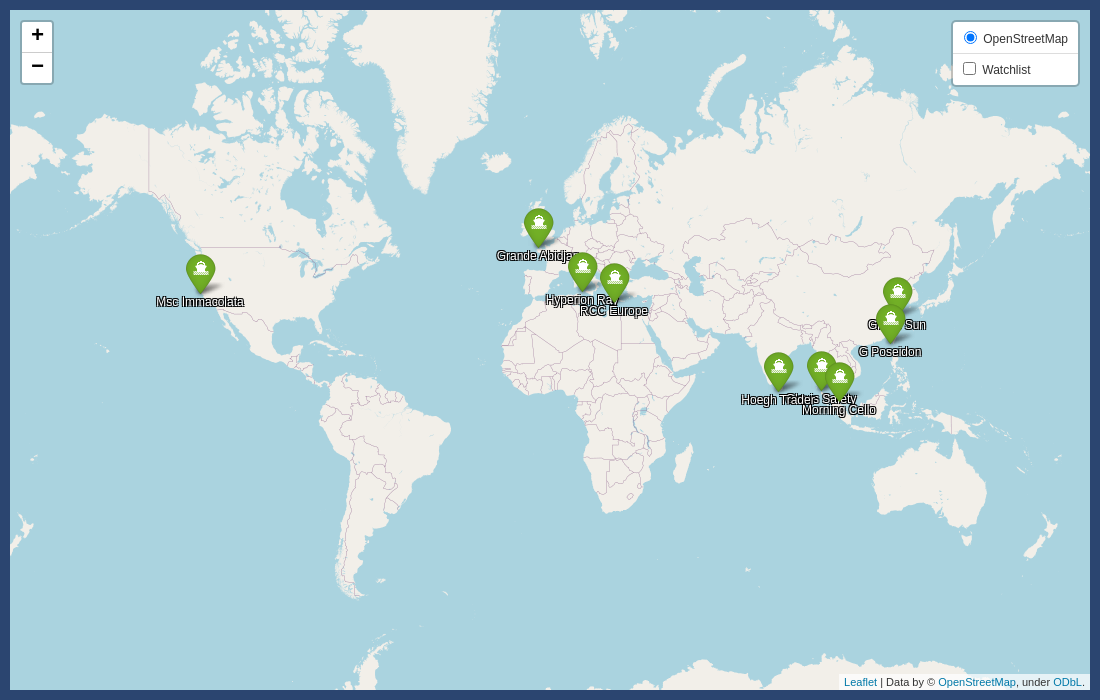 +
−
OpenStreetMap
Watchlist
Grande Abidjan
Msc Immacolata
Hyperion Ray
RCC Europe
Sun
G Poseidon
Hoegh Trader
Safety
Morning Cello
Leaflet | Data by © OpenStreetMap, under ODbL.